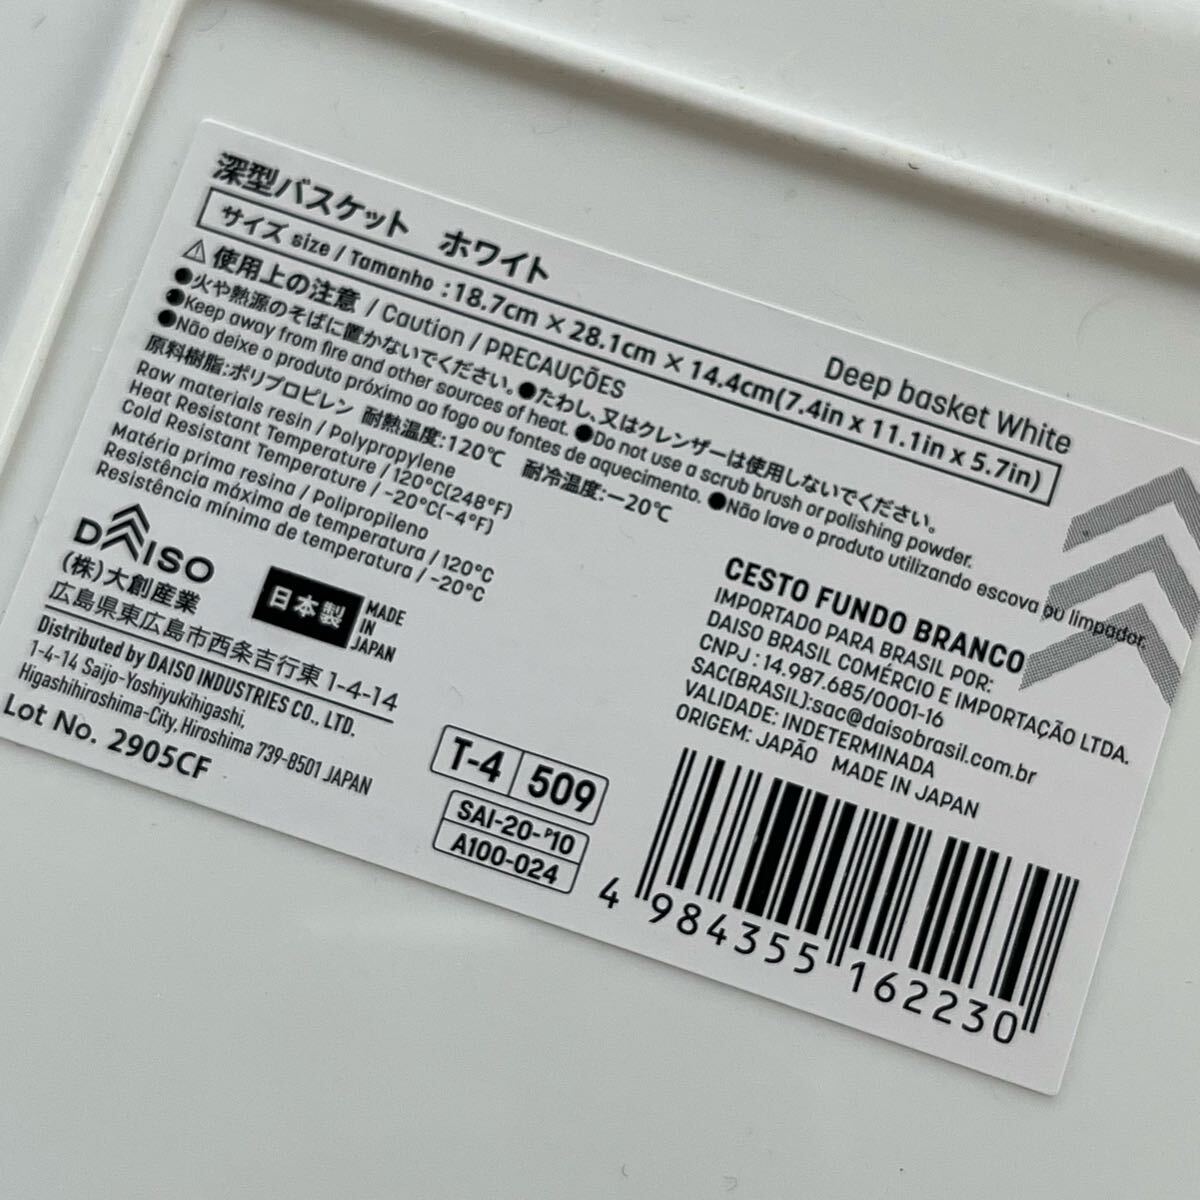 深型バスケット ホワイト
Deep basket White
サイズ size / Tamanho : 18.7cm × 28.1cm × 14.4cm(7.4in x 11.1in x 5.7in)
⚠使用上の注意 / Caution / PRECAUÇÕES
●火や熱源のそばに置かないでください。●たわし、又はクレンザーは使用しないでください。
●Keep away from fire and other sources of heat. ●Do not use a scrub brush or polishing powder.
●Não deixe o produto próximo ao fogo ou fontes de aquecimento. ●Não lave o produto utilizando escova ou limpador.
原料樹脂:ポリプロピレン 耐熱温度:120℃ 耐冷温度:－20℃
Raw materials resin / Polypropylene
Heat Resistant Temperature / 120℃(248°F)
Cold Resistant Temperature / -20℃(-4°F)
Matéria prima resina / Polipropileno
Resistência máxima de temperatura / 120℃
Resistência mínima de temperatura / -20℃
DAISO
(株)大創産業
日本製 MADE IN JAPAN
広島県東広島市西条吉行東 1-4-14
Distributed by DAISO INDUSTRIES CO., LTD.
1-4-14 Saijo-Yoshiyukihigashi,
Higashihiroshima-City, Hiroshima 739-8501 JAPAN
Lot No. 2905CF
T-4 509
SAI-20-P10
A100-024
CESTO FUNDO BRANCO
IMPORTADO PARA BRASIL POR:
DAISO BRASIL COMÉRCIO E IMPORTAÇÃO LTDA.
CNPJ : 14.987.685/0001-16
SAC(BRASIL):sac@daisobrasil.com.br
VALIDADE: INDETERMINADA
ORIGEM: JAPÃO MADE IN JAPAN
4 984355 162230